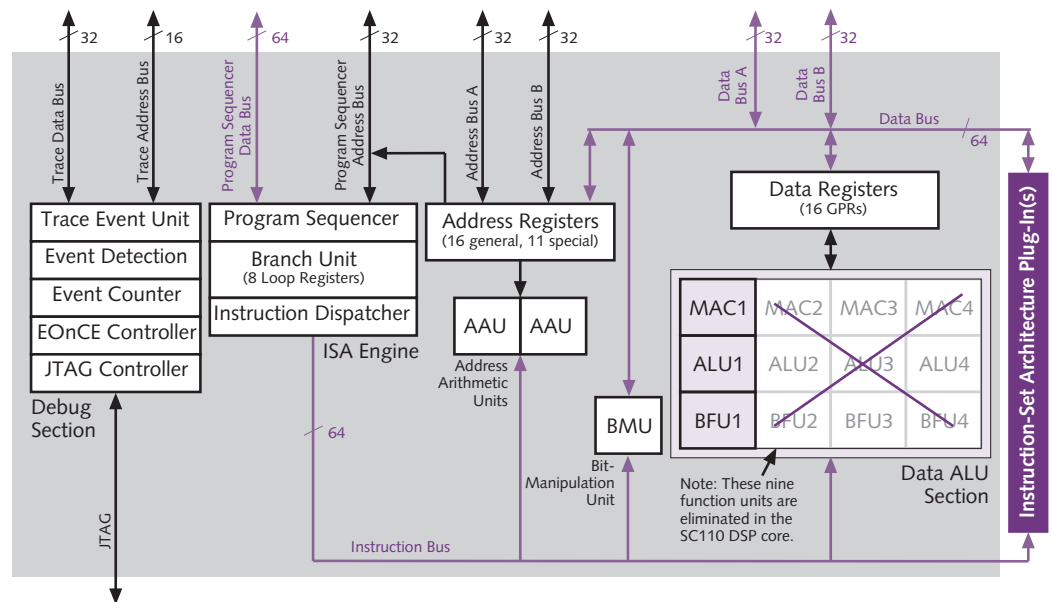 32
16
64
32
32
32
32
32
Trace Data Bus
Trace Address Bus
Program Sequencer
Data Bus
Program Sequencer
Address Bus
Address Bus A
Address Bus B
Data
Bus A
Data
Bus B
Data Bus
64
Trace Event Unit
Event Detection
Event Counter
EOnCE Controller
JTAG Controller
Debug
Section
JTAG
Program Sequencer
Branch Unit
(8 Loop Registers)
Instruction Dispatcher
ISA Engine
64
Address Registers
(16 general, 11 special)
AAU AAU
Address
Arithmetic
Units
BMU
Bit-
Manipulation
Unit
Data Registers
(16 GPRs)
MAC1 MAC2 MAC3 MAC4
ALU1 ALU2 ALU3 ALU4
BFU1 BFU2 BFU3 BFU4
Data ALU
Section
Note: These nine
function units are
eliminated in the
SC110 DSP core.
Instruction Bus
Instruction-Set Architecture Plug-In(s)